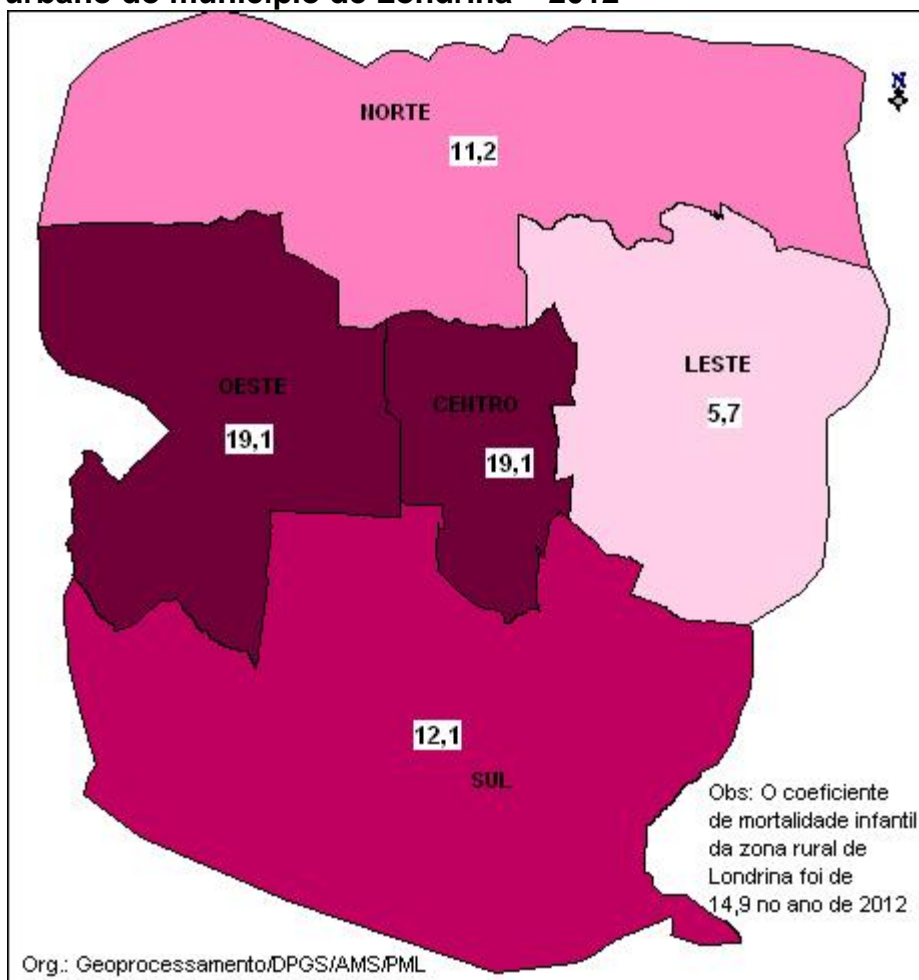 urbano do município de Londrina – 2012
N
NORTE
11,2
LESTE
5,7
OESTE
19,1
CENTRO
19,1
12,1
SUL
Obs: O coeficiente
de mortalidade infantil
da zona rural de
Londrina foi de
14,9 no ano de 2012
Org.: Geoprocessamento/DPGS/AMS/PML